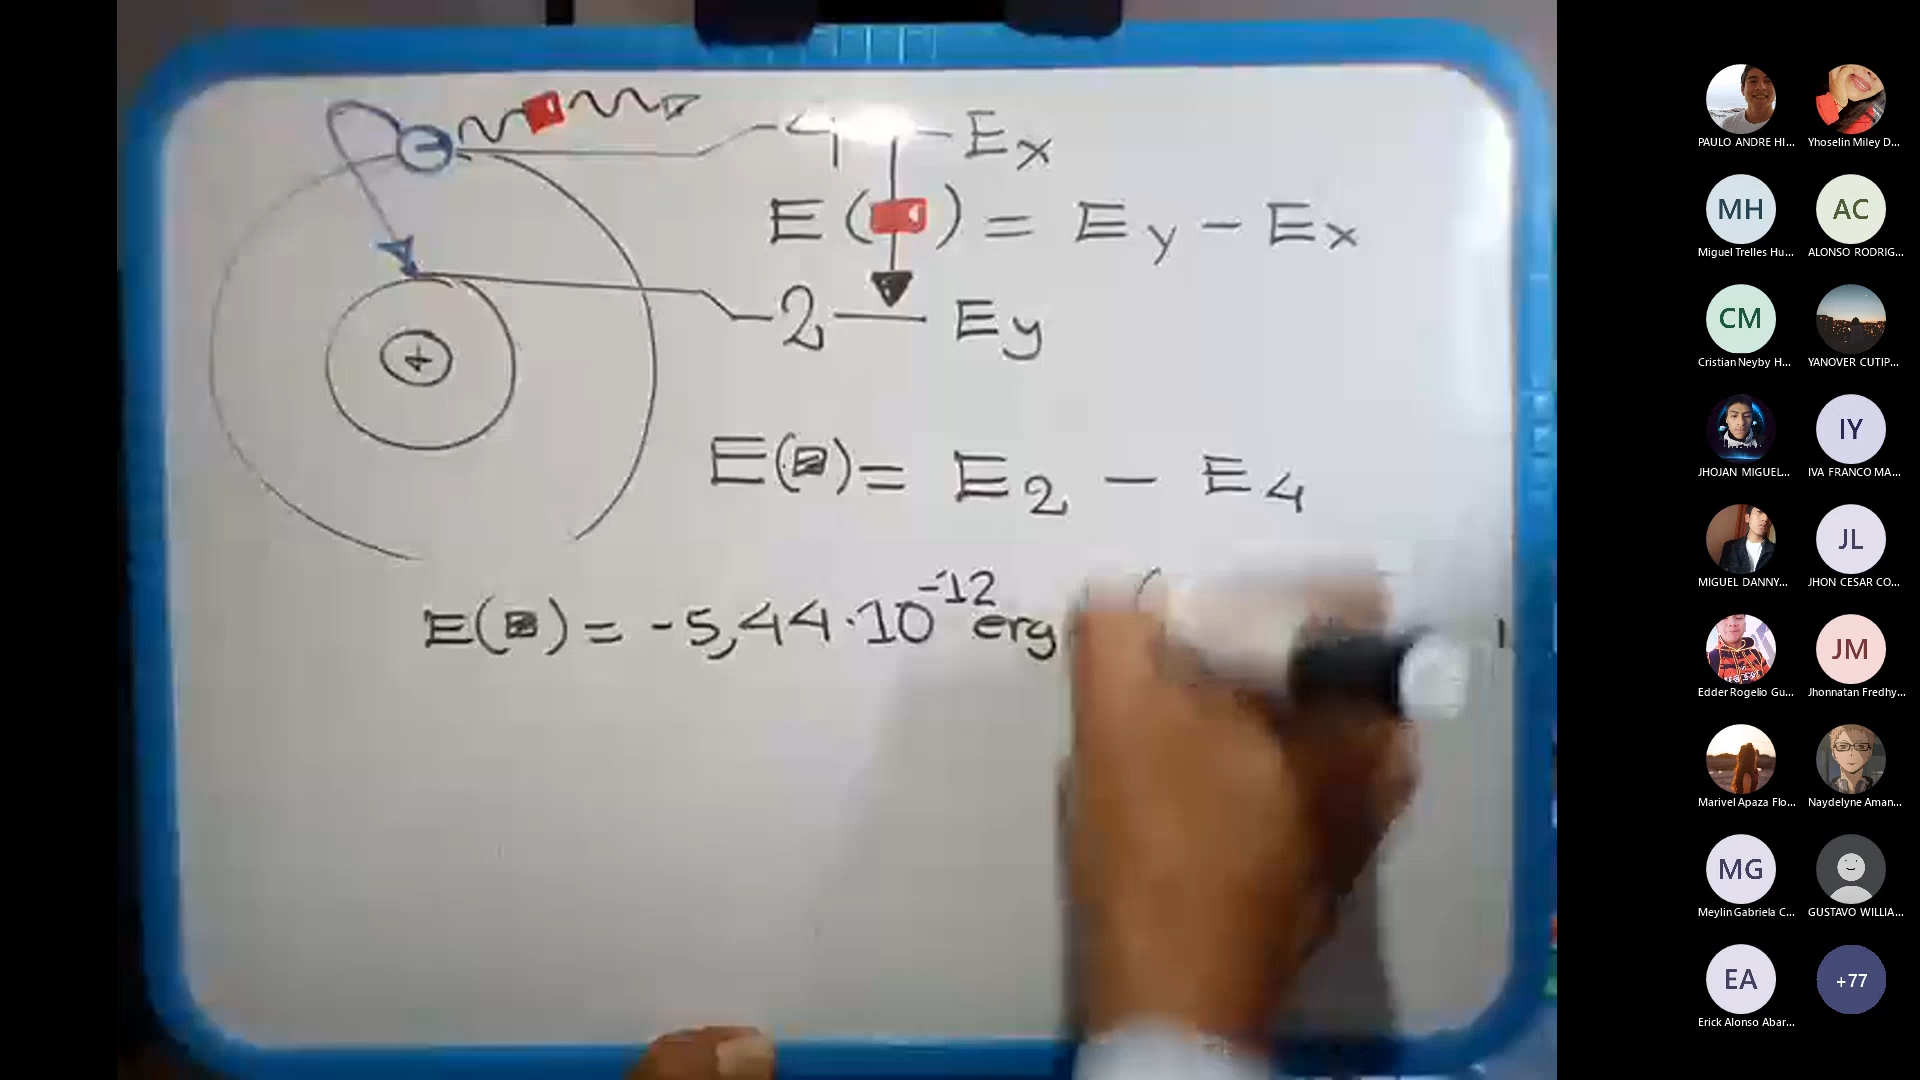 4 Ex
E( ) = Ey - Ex
2 Ey
E( ) = E2 - E4
E( ) = -5,44·10^-12 erg
+
-
PAULO ANDRE HI...
Yhoselin Miley D...
MH
AC
Miguel Trelles Hu...
ALONSO RODRIG...
CM
Cristian Neyby H...
YANOVER CUTIP...
IY
JHOJAN MIGUEL...
IVA FRANCO MA...
JL
MIGUEL DANNY...
JHON CESAR CO...
JM
Edder Rogelio Gu...
Jhonnatan Fredhy...
Marivel Apaza Flo...
Naydelyne Aman...
MG
Meylin Gabriela C...
GUSTAVO WILLIA...
EA
+77
Erick Alonso Abar...